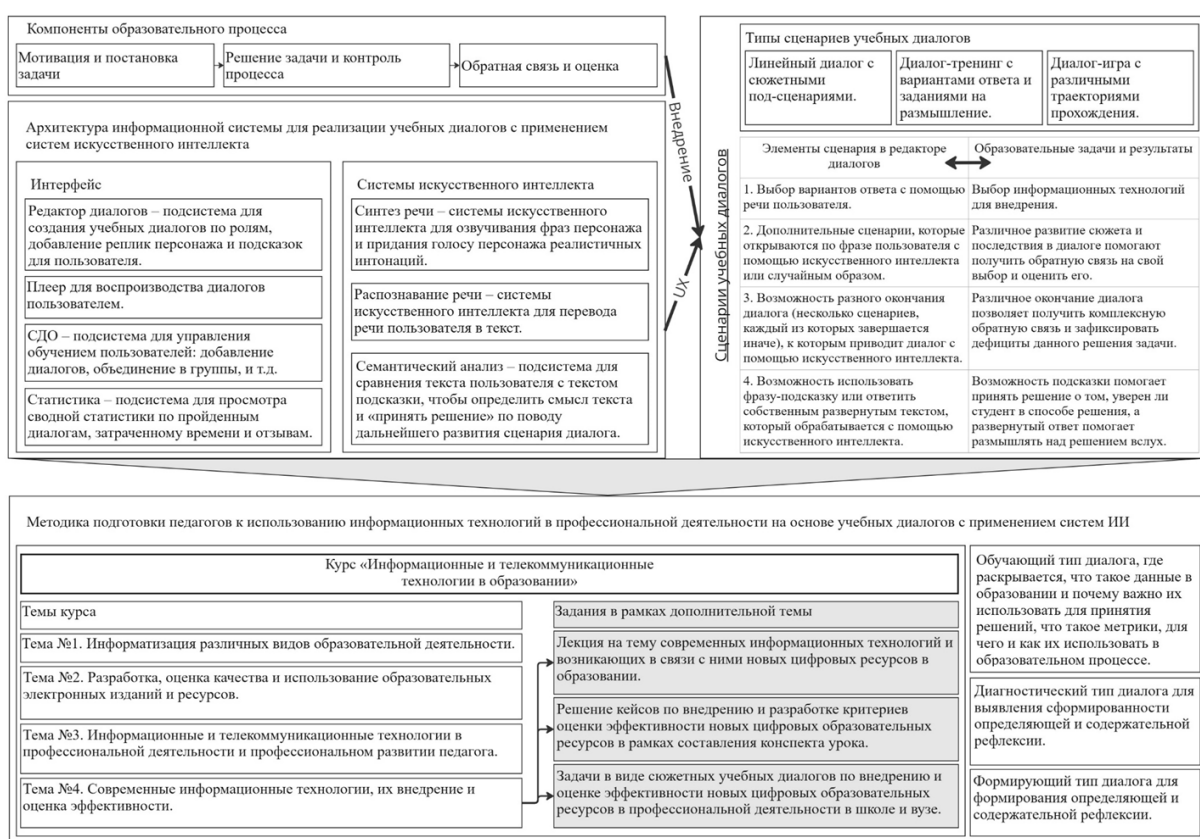 Компоненты образовательного процесса
Мотивация и постановка
задачи
Решение задачи и контроль
процесса
Обратная связь и оценка
Архитектура информационной системы для реализации учебных диалогов с применением
систем искусственного интеллекта
Интерфейс
Редактор диалогов – подсистема для
создания учебных диалогов по ролям,
добавление реплик персонажа и подсказок
для пользователя.
Плеер для воспроизводства диалогов
пользователем.
СДО – подсистема для управления
обучением пользователей: добавление
диалогов, объединение в группы, и т.д.
Статистика – подсистема для просмотра
сводной статистики по пройденным
диалогам, затраченному времени и отзывам.
Системы искусственного интеллекта
Синтез речи – системы искусственного
интеллекта для озвучивания фраз персонажа
и придания голосу персонажа реалистичных
интонаций.
Распознавание речи – системы
искусственного интеллекта для перевода
речи пользователя в текст.
Семантический анализ – подсистема для
сравнения текста пользователя с текстом
подсказки, чтобы определить смысл текста
и «принять решение» по поводу
дальнейшего развития сценария диалога.
Внедрение
UX
Сценарии учебных диалогов
Типы сценариев учебных диалогов
Линейный диалог с
сюжетными
под-сценариями.
Диалог-тренинг с
вариантами ответа и
заданиями на
размышление.
Диалог-игра с
различными
траекториями
прохождения.
Элементы сценария в редакторе
диалогов
Образовательные задачи и результаты
1. Выбор вариантов ответа с помощью
речи пользователя.
Выбор информационных технологий
для внедрения.
2. Дополнительные сценарии, которые
открываются по фразе пользователя с
помощью искусственного интеллекта
или случайным образом.
Различное развитие сюжета и
последствия в диалоге помогают
получить обратную связь на свой
выбор и оценить его.
3. Возможность разного окончания
диалога (несколько сценариев,
каждый из которых завершается
иначе), к которым приводит диалог с
помощью искусственного интеллекта.
Различное окончание диалога
позволяет получить комплексную
обратную связь и зафиксировать
дефициты данного решения задачи.
4. Возможность использовать
фразу-подсказку или ответить
собственным развернутым текстом,
который обрабатывается с помощью
искусственного интеллекта.
Возможность подсказки помогает
принять решение о том, уверен ли
студент в способе решения, а
развернутый ответ помогает
размышлять над решением вслух.
Методика подготовки педагогов к использованию информационных технологий в профессиональной деятельности на основе учебных диалогов с применением систем ИИ
Курс «Информационные и телекоммуникационные
технологии в образовании»
Темы курса
Тема №1. Информатизация различных видов образовательной деятельности.
Тема №2. Разработка, оценка качества и использование образовательных
электронных изданий и ресурсов.
Тема №3. Информационные и телекоммуникационные технологии в
профессиональной деятельности и профессиональном развитии педагога.
Тема №4. Современные информационные технологии, их внедрение и
оценка эффективности.
Задания в рамках дополнительной темы
Лекция на тему современных информационных технологий и
возникающих в связи с ними новых цифровых ресурсов в
образовании.
Решение кейсов по внедрению и разработке критериев
оценки эффективности новых цифровых образовательных
ресурсов в рамках составления конспекта урока.
Задачи в виде сюжетных учебных диалогов по внедрению и
оценке эффективности новых цифровых образовательных
ресурсов в профессиональной деятельности в школе и вузе.
Обучающий тип диалога, где
раскрывается, что такое данные в
образовании и почему важно их
использовать для принятия
решений, что такое метрики, для
чего и как их использовать в
образовательном процессе.
Диагностический тип диалога для
выявления сформированности
определяющей и содержательной
рефлексии.
Формирующий тип диалога для
формирования определяющей и
содержательной рефлексии.